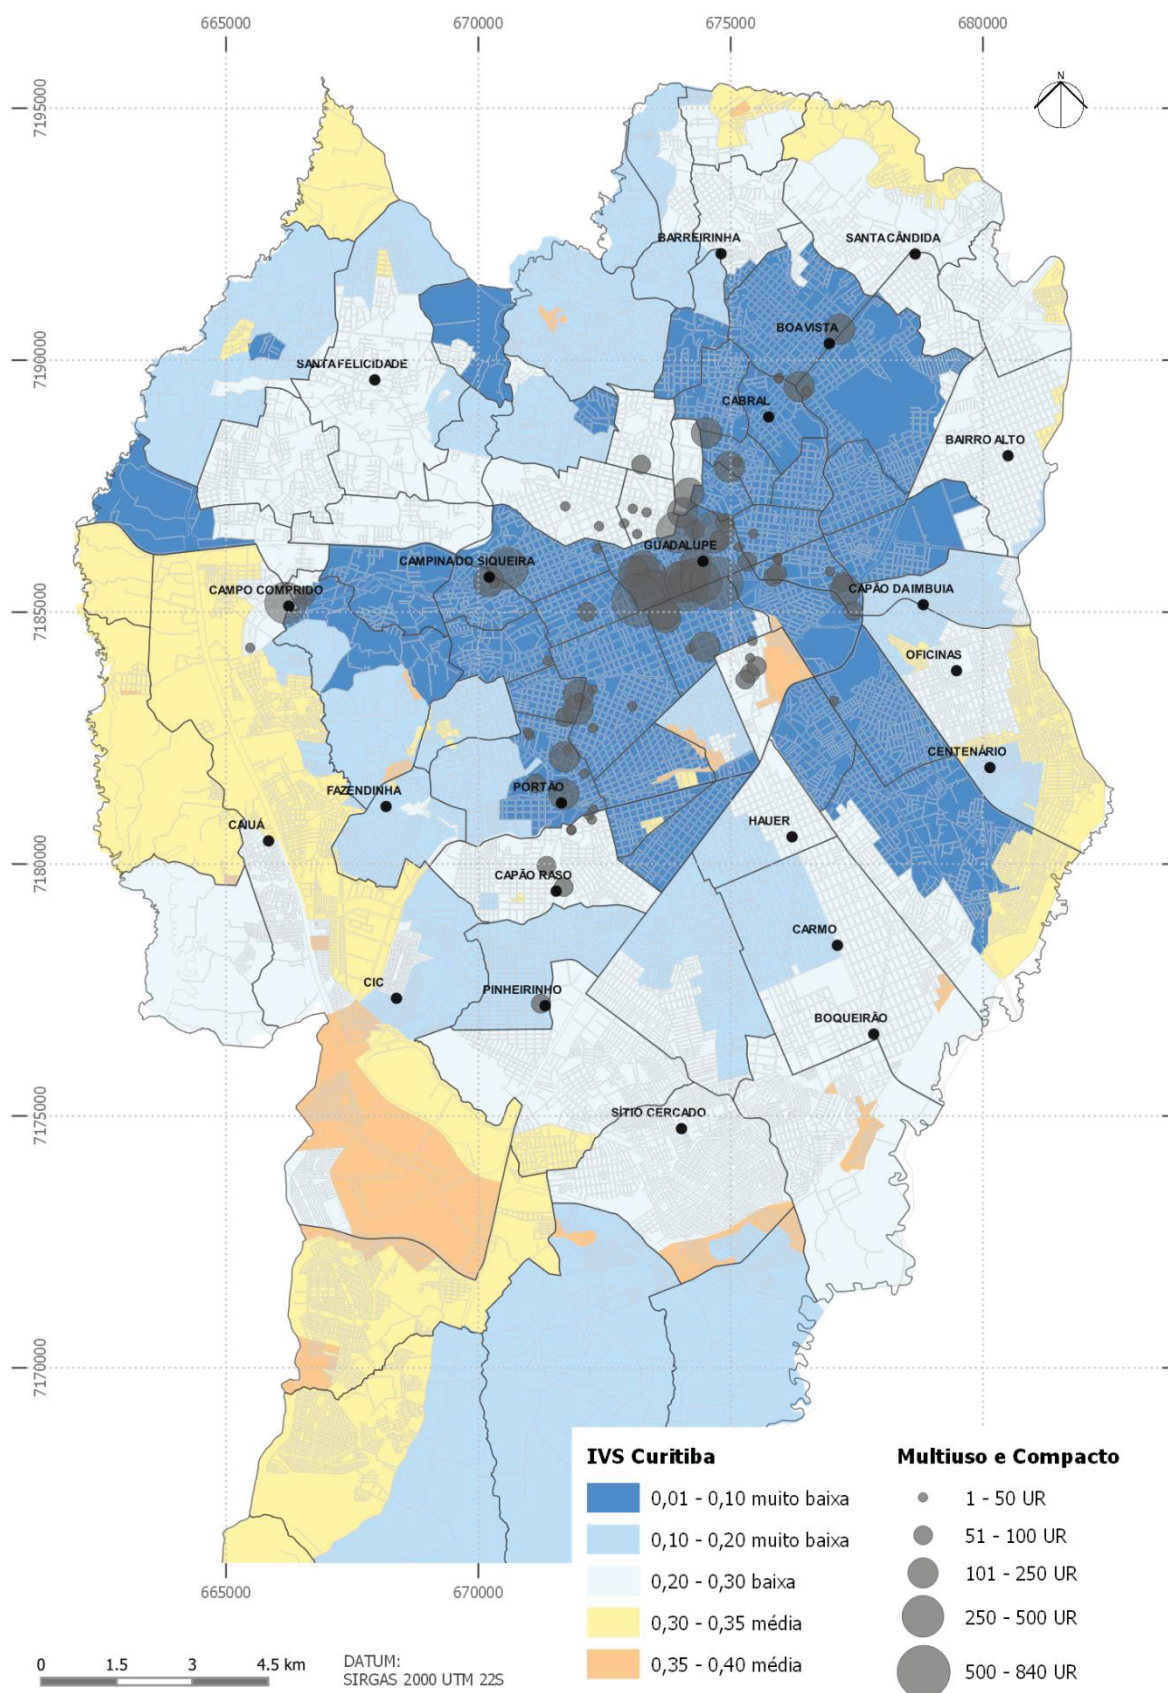 665000
670000
675000
680000
N
7195000
BARREIRINHA
SANTA CÂNDIDA
BOA VISTA
7190000
SANTA FELICIDADE
CABRAL
BAIRRO ALTO
GUADALUPE
CAMPINA DO SIQUEIRA
CAMPO COMPRIDO
CAPÃO DA IMBUIA
7185000
OFICINAS
CENTENÁRIO
FAZENDINHA
PORTÃO
CAIUÁ
HAUER
7180000
CAPÃO RASO
CARMO
CIC
PINHEIRINHO
BOQUEIRÃO
SÍTIO CERCADO
7175000
7170000
665000
670000
IVS Curitiba
0,01 - 0,10 muito baixa
0,10 - 0,20 muito baixa
0,20 - 0,30 baixa
0,30 - 0,35 média
0,35 - 0,40 média
Multiuso e Compacto
1 - 50 UR
51 - 100 UR
101 - 250 UR
250 - 500 UR
500 - 840 UR
0 1.5 3 4.5 km
DATUM:
SIRGAS 2000 UTM 22S